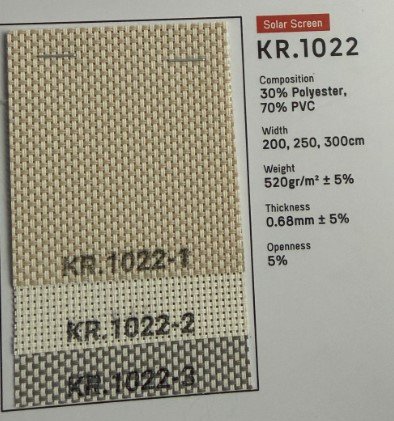 Solar Screen
KR.1022
Composition
30% Polyester,
70% PVC
Width
200, 250, 300cm
Weight
520gr/m² ± 5%
Thickness
0.68mm ± 5%
Openness
5%
KR.1022-1
KR.1022-2
KR.1022-3